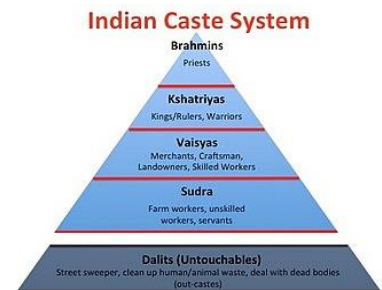 Indian Caste System
Brahmins
Priests
Kshatriyas
Kings/Rulers, Warriors
Vaisyas
Merchants, Craftsman,
Landowners, Skilled Workers
Sudra
Farm workers, unskilled
workers, servants
Dalits (Untouchables)
Street sweeper, clean up human/animal waste, deal with dead bodies
(out-castes)